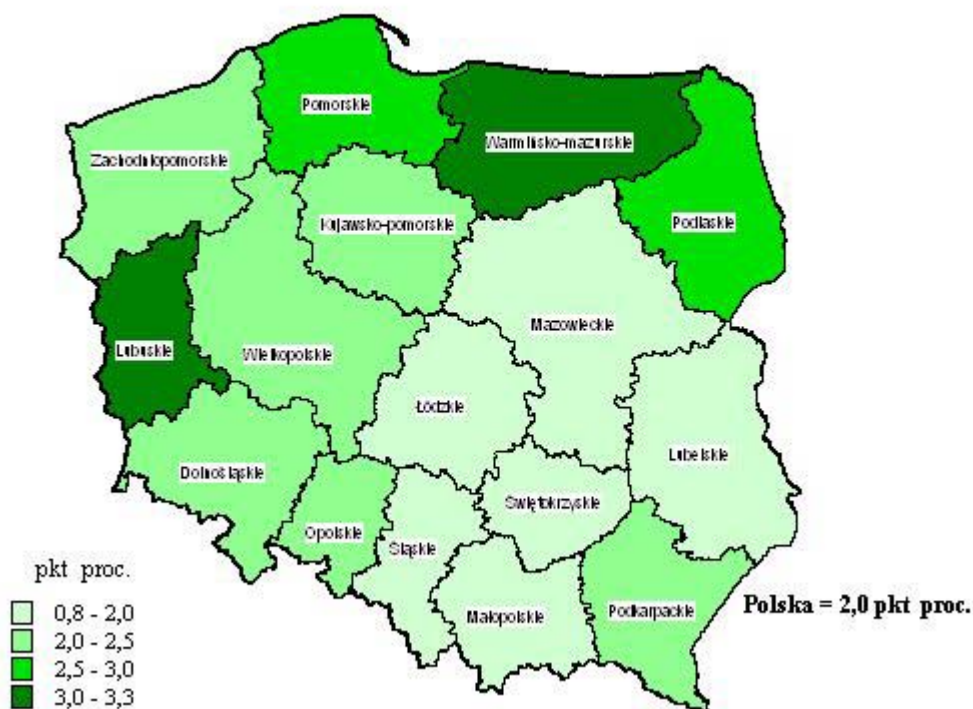 Pomorskie
Warmińsko-mazurskie
Zachodniopomorskie
Kujawsko-pomorskie
Podlaskie
Mazowieckie
Lubuskie
Wielkopolskie
Łódzkie
Lubelskie
Dolnośląskie
Świętokrzyskie
Opolskie
Śląskie
Małopolskie
Podkarpackie
Polska = 2,0 pkt proc.
pkt proc.
0,8 - 2,0
2,0 - 2,5
2,5 - 3,0
3,0 - 3,3